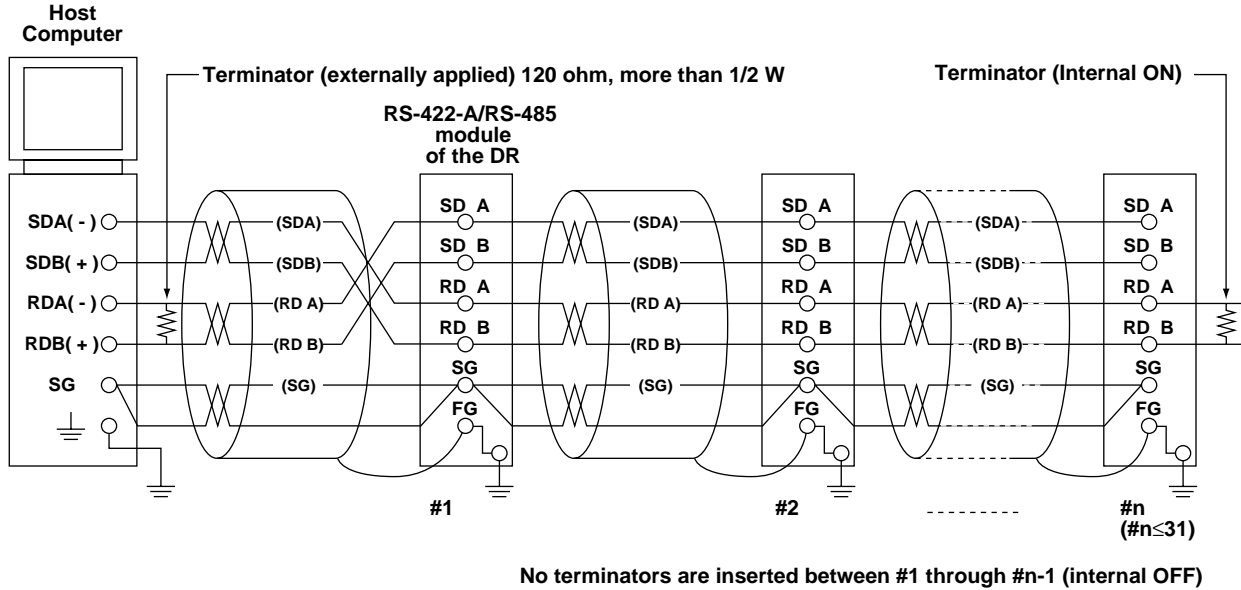 Host
Computer
Terminator (externally applied) 120 ohm, more than 1/2 W
Terminator (Internal ON)
RS-422-A/RS-485
module
of the DR
SDA( - )
SDB( + )
RDA( - )
RDB( + )
SG
(SDA)
(SDB)
(RD A)
(RD B)
(SG)
SD A
SD B
RD A
RD B
SG
FG
(SDA)
(SDB)
(RD A)
(RD B)
(SG)
SD A
SD B
RD A
RD B
SG
FG
(SDA)
(SDB)
(RD A)
(RD B)
(SG)
SD A
SD B
RD A
RD B
SG
FG
#1
#2
#n
(#n≤31)
No terminators are inserted between #1 through #n-1 (internal OFF)